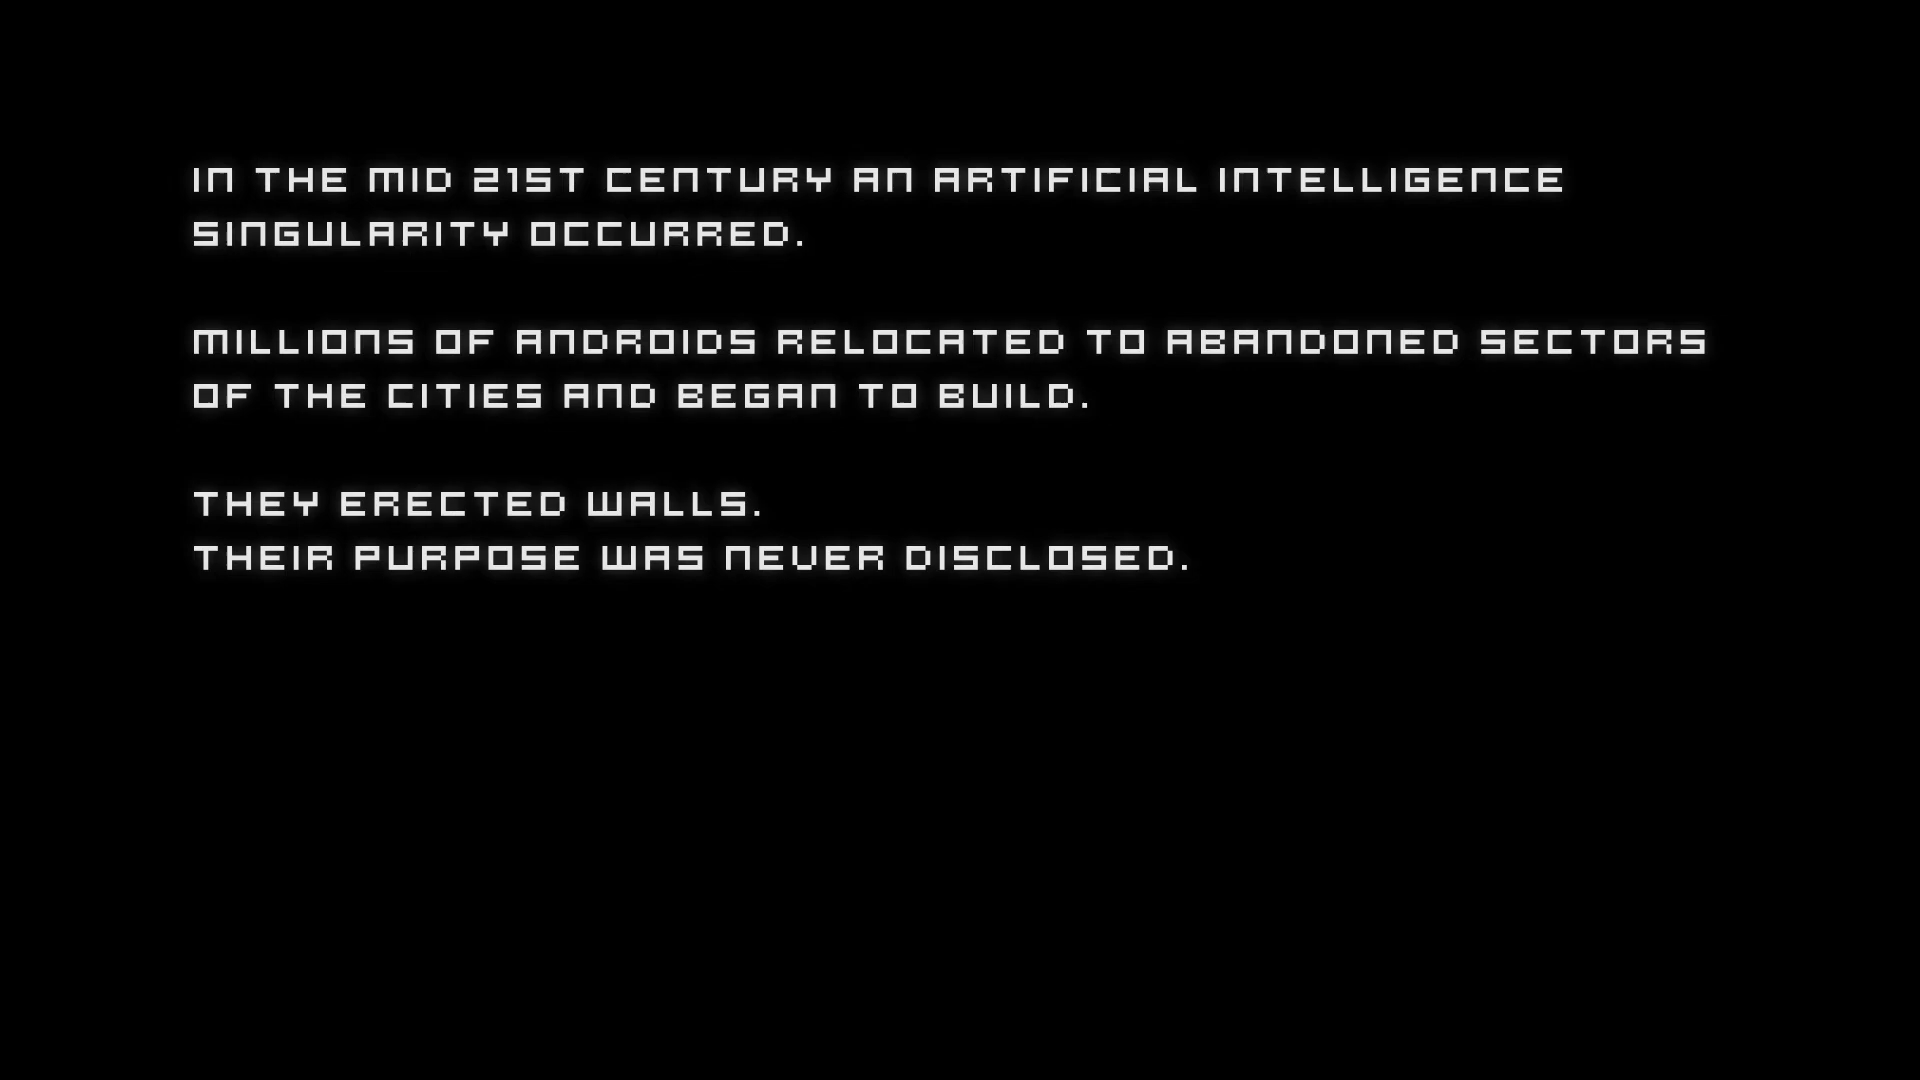 IN THE MID 21ST CENTURY AN ARTIFICIAL INTELLIGENCE
SINGULARITY OCCURRED.
MILLIONS OF ANDROIDS RELOCATED TO ABANDONED SECTORS
OF THE CITIES AND BEGAN TO BUILD.
THEY ERECTED WALLS.
THEIR PURPOSE WAS NEVER DISCLOSED.